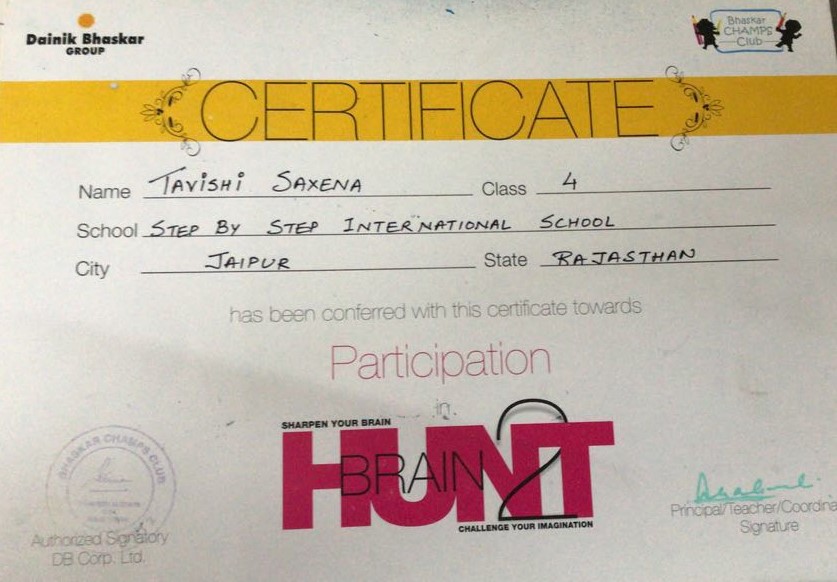 Dainik Bhaskar
GROUP
Bhaskar
CHAMPS
Club
CERTIFICATE
Name TAVISHI SAXENA Class 4
School STEP BY STEP INTERNATIONAL SCHOOL
City JAIPUR State RAJASTHAN
has been conferred with this certificate towards
Participation
in
SHARPEN YOUR BRAIN
BRAIN HUNT 2
CHALLENGE YOUR IMAGINATION
BHASKAR CHAMPS CLUB
Authorized Signatory
DB Corp. Ltd.
Principal/Teacher/Coordina
Signature